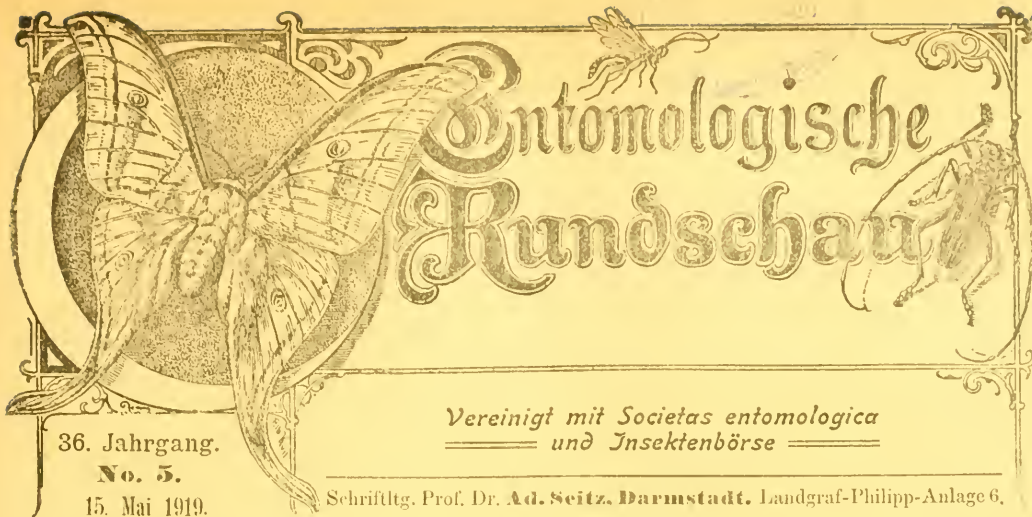 Entomologische
Rundschau
Vereinigt mit Societas entomologica
und Insektenbörse
36. Jahrgang.
No. 5.
15. Mai 1919.
Schriftltg. Prof. Dr. Ad. Seitz, Darmstadt. Landgraf-Philipp-Anlage 6.